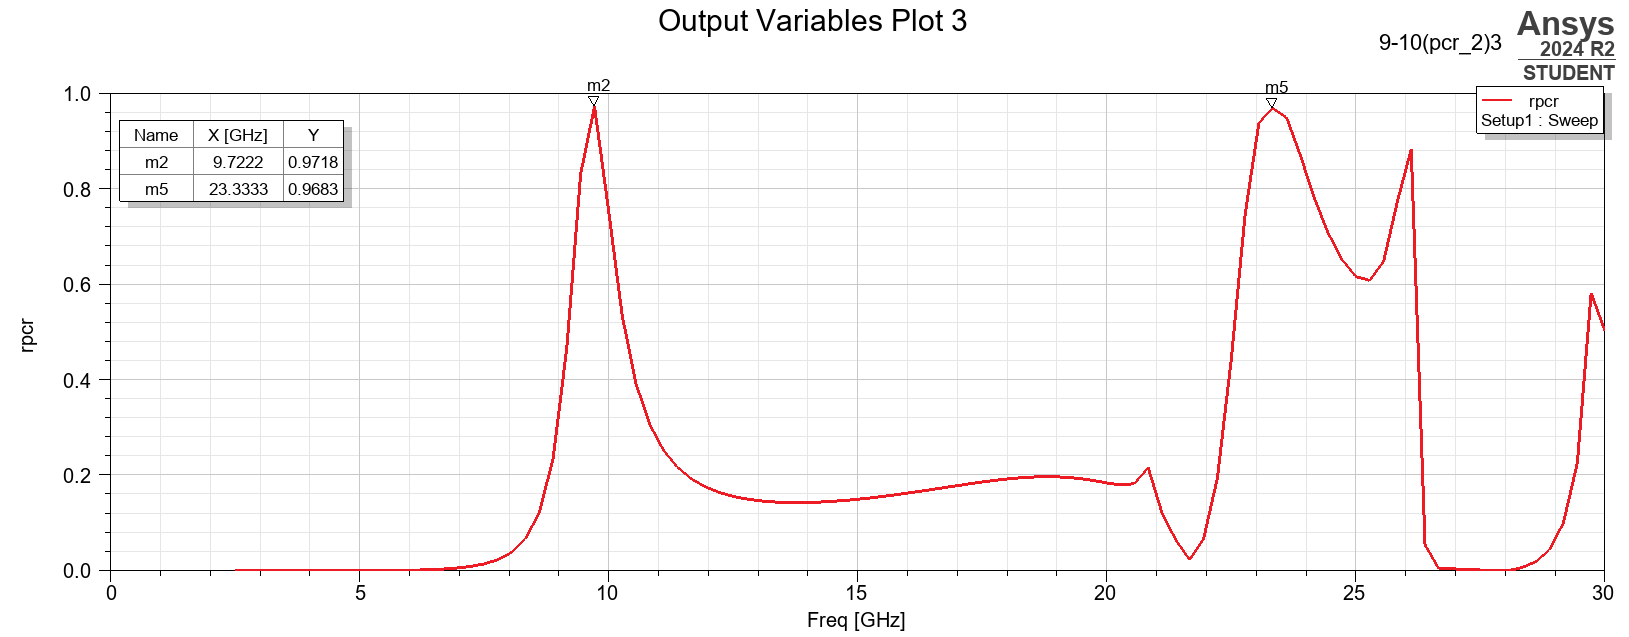 Output Variables Plot 3
9-10(pcr_2)3
Ansys
2024 R2
STUDENT
m2
m5
rpcr
Setup1 : Sweep
Name X [GHz] Y
m2 9.7222 0.9718
m5 23.3333 0.9683
1.0
0.8
0.6
0.4
0.2
0.0
rpcr
0 5 10 15 20 25 30
Freq [GHz]